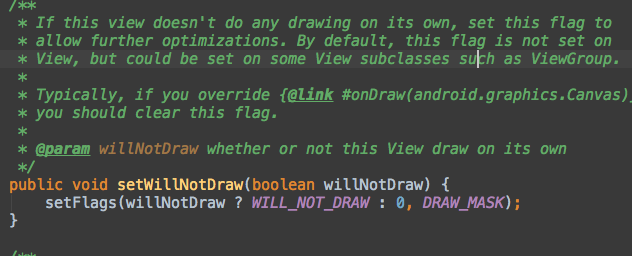 /**
* If this view doesn't do any drawing on its own, set this flag to
* allow further optimizations. By default, this flag is not set on
* View, but could be set on some View subclasses such as ViewGroup.
*
* Typically, if you override {@link #onDraw(android.graphics.Canvas)
* you should clear this flag.
*
* @param willNotDraw whether or not this View draw on its own
*/
public void setWillNotDraw(boolean willNotDraw) {
setFlags(willNotDraw ? WILL_NOT_DRAW : 0, DRAW_MASK);
}
/**